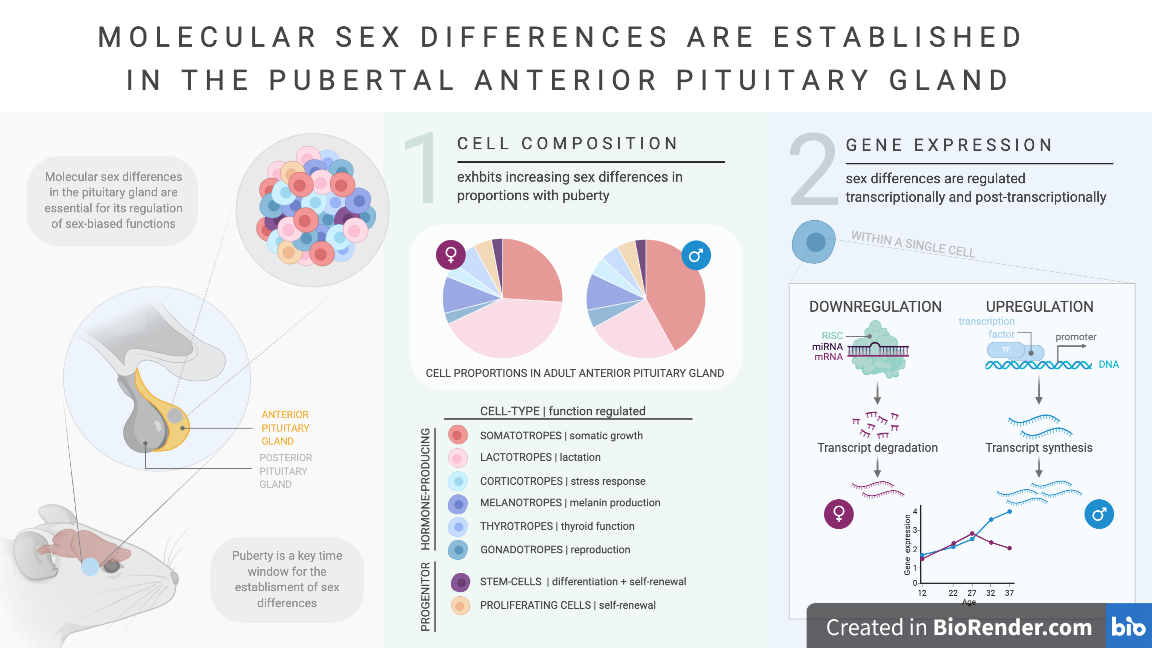 MOLECULAR SEX DIFFERENCES ARE ESTABLISHED
IN THE PUBERTAL ANTERIOR PITUITARY GLAND
Molecular sex differences
in the pituitary gland are
essential for its regulation
of sex-biased functions
ANTERIOR
PITUITARY
GLAND
POSTERIOR
PITUITARY
GLAND
Puberty is a key time
window for the
establisment of sex
differences
1
CELL COMPOSITION
exhbits increasing sex differences in
proportions with puberty
♀
♂
CELL PROPORTIONS IN ADULT ANTERIOR PITUITARY GLAND
CELL-TYPE | function regulated
HORMONE-PRODUCING
SOMATOTROPES | somatic growth
LACTOTROPES | lactation
CORTICOTROPES | stress response
MELANOTROPES | melanin production
THYROTROPES | thyroid function
GONADOTROPES | reproduction
PROGENITOR
STEM-CELLS | differentiation + self-renewal
PROLIFERATING CELLS | self-renewal
2
GENE EXPRESSION
sex differences are regulated
transcriptionally and post-transcriptionally
WITHIN A SINGLE CELL
DOWNREGULATION
RISC
miRNA
mRNA
Transcript degradation
UPREGULATION
transcription
factor
TF
promoter
DNA
Transcript synthesis
♀
♂
Gene expression
4
3
2
1
0
12 22 27 32 37
Age
Created in BioRender.com bio